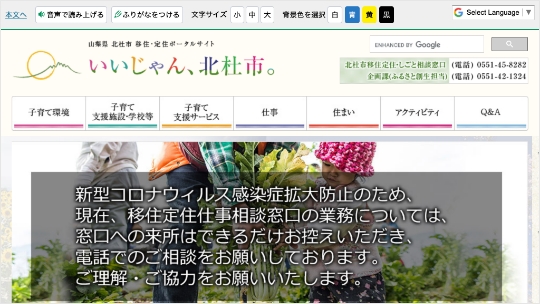 本文へ
音声で読み上げる
ふりがなをつける
文字サイズ 小 中 大
背景色を選択 白 青 黄 黒
Select Language ▼
山梨県 北杜市 移住・定住ポータルサイト
いいじゃん、北杜市。
ENHANCED BY Google
北杜市移住定住・しごと相談窓口 (電話) 0551-45-8282
企画課(ふるさと創生担当) (電話) 0551-42-1324
子育て環境
子育て
支援施設・学校等
子育て
支援サービス
仕事
住まい
アクティビティ
Q&A
新型コロナウィルス感染症拡大防止のため、
現在、移住定住仕事相談窓口の業務については、
窓口への来所はできるだけお控えいただき、
電話でのご相談をお願いしております。
ご理解・ご協力をお願いいたします。